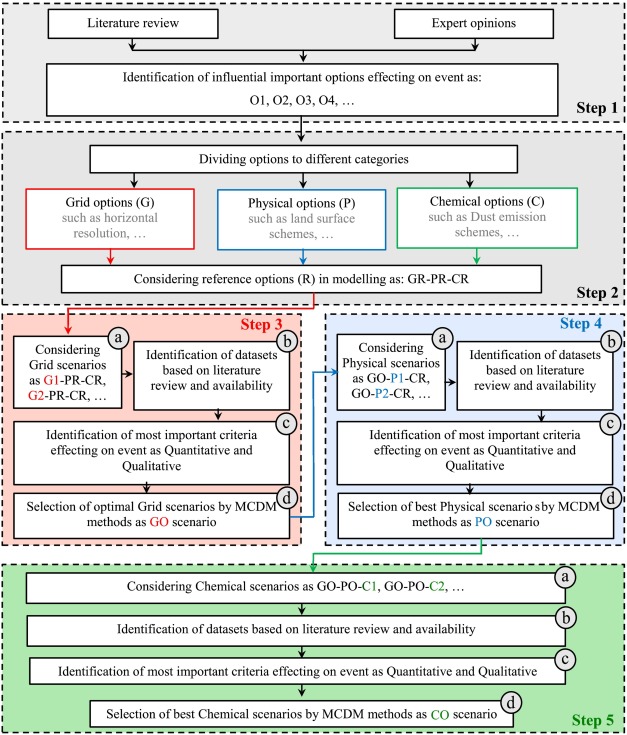 Literature review
Expert opinions
Identification of influential important options effecting on event as:
O1, O2, O3, O4, …
Step 1
Dividing options to different categories
Grid options (G)
such as horizontal
resolution, …
Physical options (P)
such as land surface
schemes, …
Chemical options (C)
such as Dust emission
schemes, …
Considering reference options (R) in modelling as: GR-PR-CR
Step 2
Step 3
a
Considering
Grid scenarios
as G1-PR-CR,
G2-PR-CR, …
b
Identification of datasets
based on literature
review and availability
c
Identification of most important criteria
effecting on event as Quantitative and
Qualitative
d
Selection of optimal Grid scenarios by MCDM
methods as GO scenario
Step 4
a
Considering
Physical scenarios
as GO-P1-CR,
GO-P2-CR, …
b
Identification of datasets
based on literature
review and availability
c
Identification of most important criteria
effecting on event as Quantitative and
Qualitative
d
Selection of best Physical scenarios by MCDM
methods as PO scenario
a
Considering Chemical scenarios as GO-PO-C1, GO-PO-C2, …
b
Identification of datasets based on literature review and availability
c
Identification of most important criteria effecting on event as Quantitative and Qualitative
d
Selection of best Chemical scenarios by MCDM methods as CO scenario
Step 5